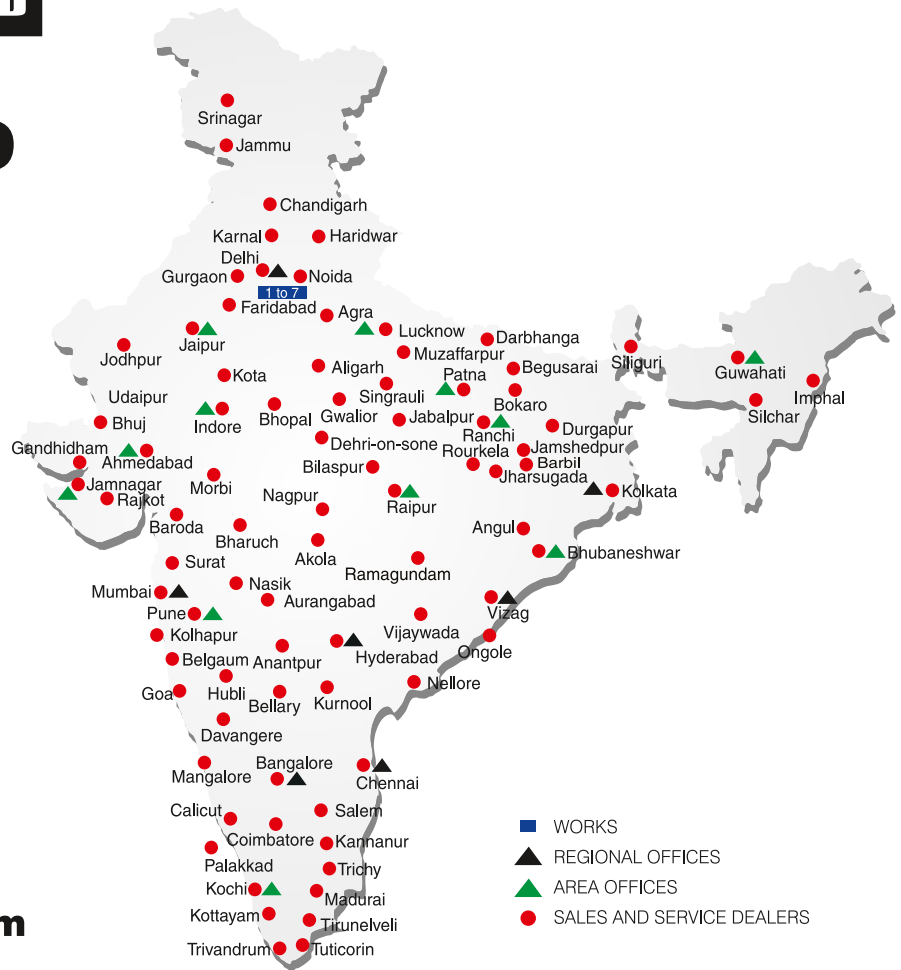 Srinagar
Jammu
Chandigarh
Karnal
Haridwar
Delhi
Gurgaon
Noida
1 to 7
Faridabad
Agra
Jaipur
Lucknow
Darbhanga
Jodhpur
Muzaffarpur
Siliguri
Aligarh
Patna
Begusarai
Guwahati
Kota
Singrauli
Imphal
Udaipur
Bokaro
Silchar
Bhuj
Indore
Bhopal
Gwalior
Jabalpur
Ranchi
Durgapur
Gandhidham
Ahmedabad
Dehri-on-sone
Rourkela
Jamshedpur
Bilaspur
Barbil
Jharsugada
Jamnagar
Morbi
Kolkata
Rajkot
Nagpur
Raipur
Baroda
Bharuch
Angul
Akola
Bhubaneshwar
Surat
Ramagundam
Nasik
Mumbai
Aurangabad
Pune
Vizag
Kolhapur
Vijaywada
Ongole
Belgaum
Anantpur
Hyderabad
Goa
Hubli
Bellary
Kurnool
Nellore
Davangere
Mangalore
Bangalore
Chennai
Calicut
Salem
Coimbatore
Kannanur
Palakkad
Trichy
Kochi
Madurai
Kottayam
Tirunelveli
Trivandrum
Tuticorin
WORKS
REGIONAL OFFICES
AREA OFFICES
SALES AND SERVICE DEALERS
m